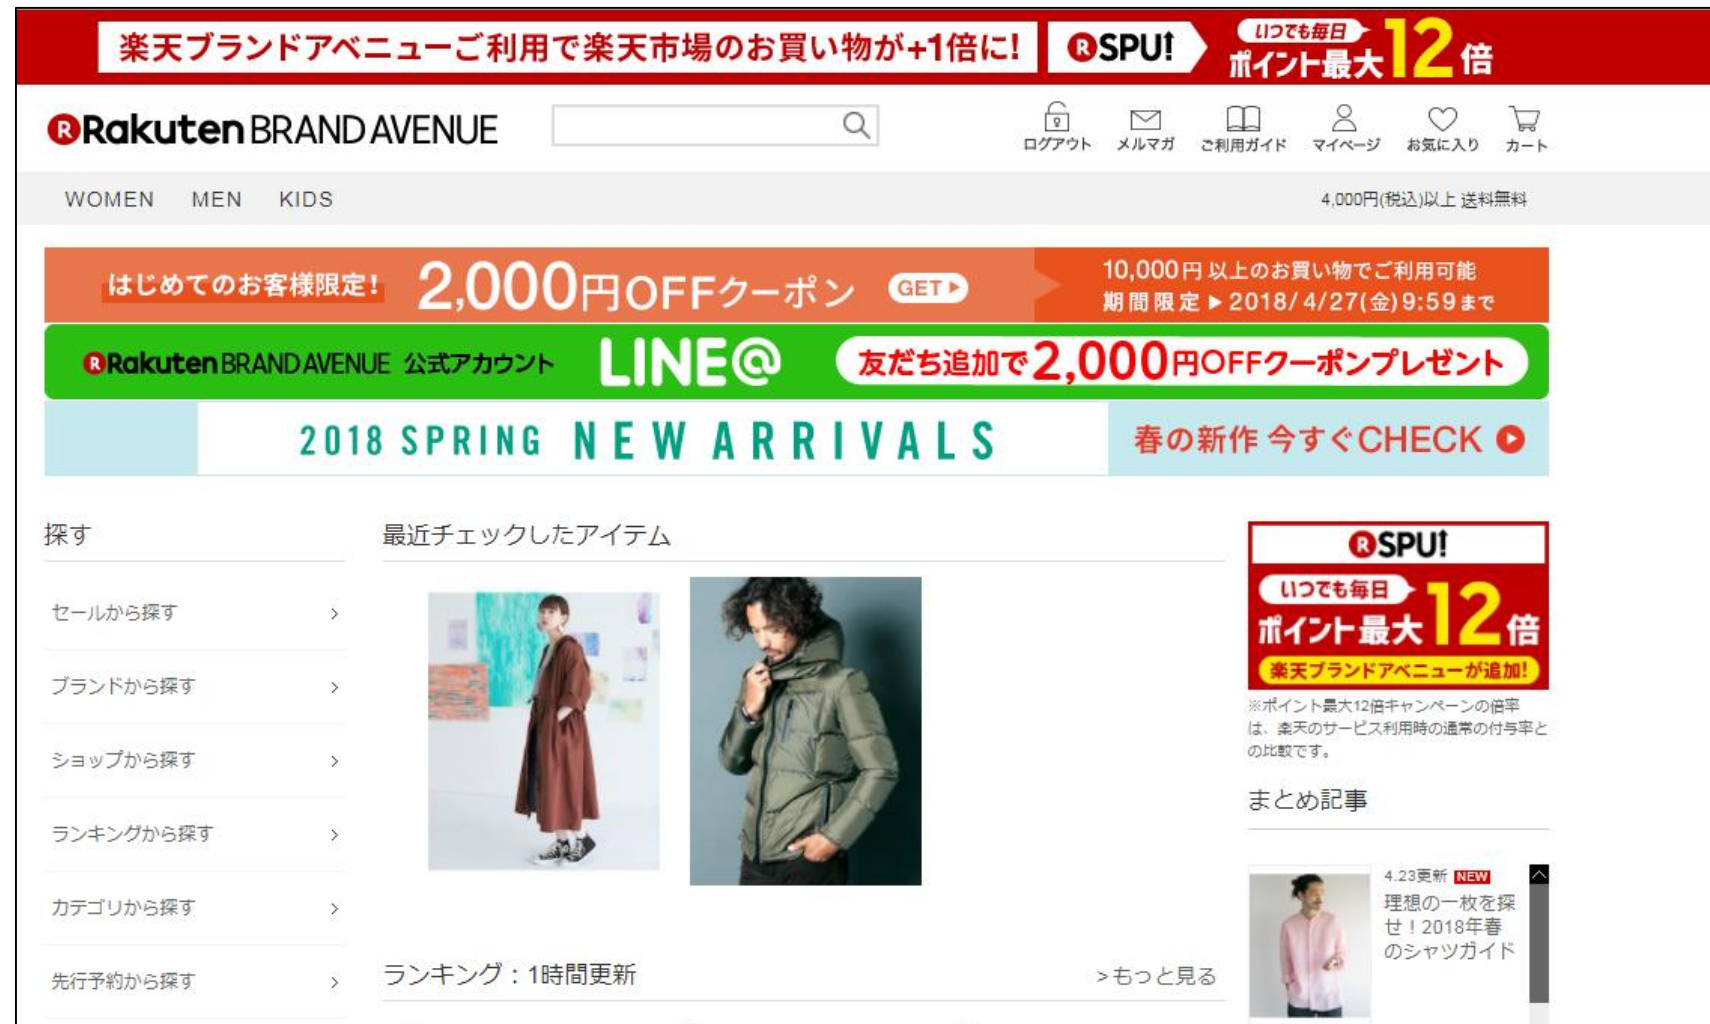 楽天ブランドアベニューご利用で楽天市場のお買い物が+1倍に!
R SPU!
いつでも毎日
ポイント最大12倍
R Rakuten BRAND AVENUE
ログアウト メルマガ ご利用ガイド マイページ お気に入り カート
WOMEN MEN KIDS
4,000円(税込)以上 送料無料
はじめてのお客様限定! 2,000円OFFクーポン GET
10,000円以上のお買い物でご利用可能
期間限定▶2018/4/27(金)9:59まで
R Rakuten BRAND AVENUE 公式アカウント LINE@ 友だち追加で2,000円OFFクーポンプレゼント
2018 SPRING NEW ARRIVALS 春の新作 今すぐCHECK
探す
セールから探す
ブランドから探す
ショップから探す
ランキングから探す
カテゴリから探す
先行予約から探す
最近チェックしたアイテム
ランキング：1時間更新
>もっと見る
R SPU!
いつでも毎日
ポイント最大12倍
楽天ブランドアベニューが追加!
※ポイント最大12倍キャンペーンの倍率
は、楽天のサービス利用時の通常の付与率と
の比較です。
まとめ記事
4.23更新 NEW
理想の一枚を探
せ！2018年春
のシャツガイド